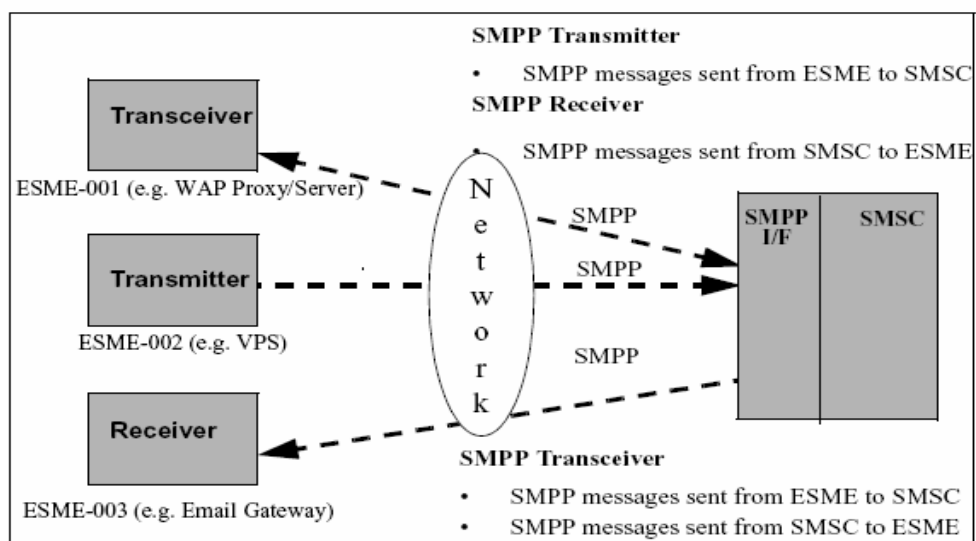 SMPP Transmitter
• SMPP messages sent from ESME to SMSC
SMPP Receiver
• SMPP messages sent from SMSC to ESME
Transceiver
ESME-001 (e.g. WAP Proxy/Server)
Transmitter
ESME-002 (e.g. VPS)
Receiver
ESME-003 (e.g. Email Gateway)
Network
SMPP
SMPP
SMPP
SMPP
I/F
SMSC
SMPP Transceiver
• SMPP messages sent from ESME to SMSC
• SMPP messages sent from SMSC to ESME